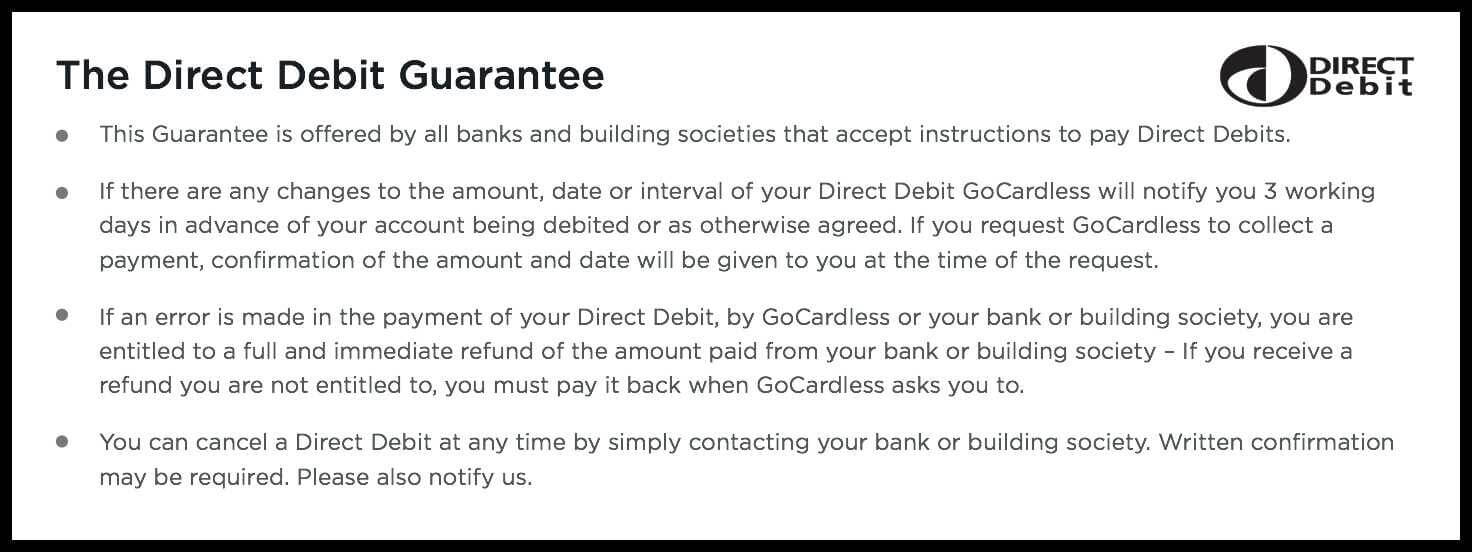 The Direct Debit Guarantee
DIRECT
Debit
● This Guarantee is offered by all banks and building societies that accept instructions to pay Direct Debits.
● If there are any changes to the amount, date or interval of your Direct Debit GoCardless will notify you 3 working
days in advance of your account being debited or as otherwise agreed. If you request GoCardless to collect a
payment, confirmation of the amount and date will be given to you at the time of the request.
● If an error is made in the payment of your Direct Debit, by GoCardless or your bank or building society, you are
entitled to a full and immediate refund of the amount paid from your bank or building society – If you receive a
refund you are not entitled to, you must pay it back when GoCardless asks you to.
● You can cancel a Direct Debit at any time by simply contacting your bank or building society. Written confirmation
may be required. Please also notify us.